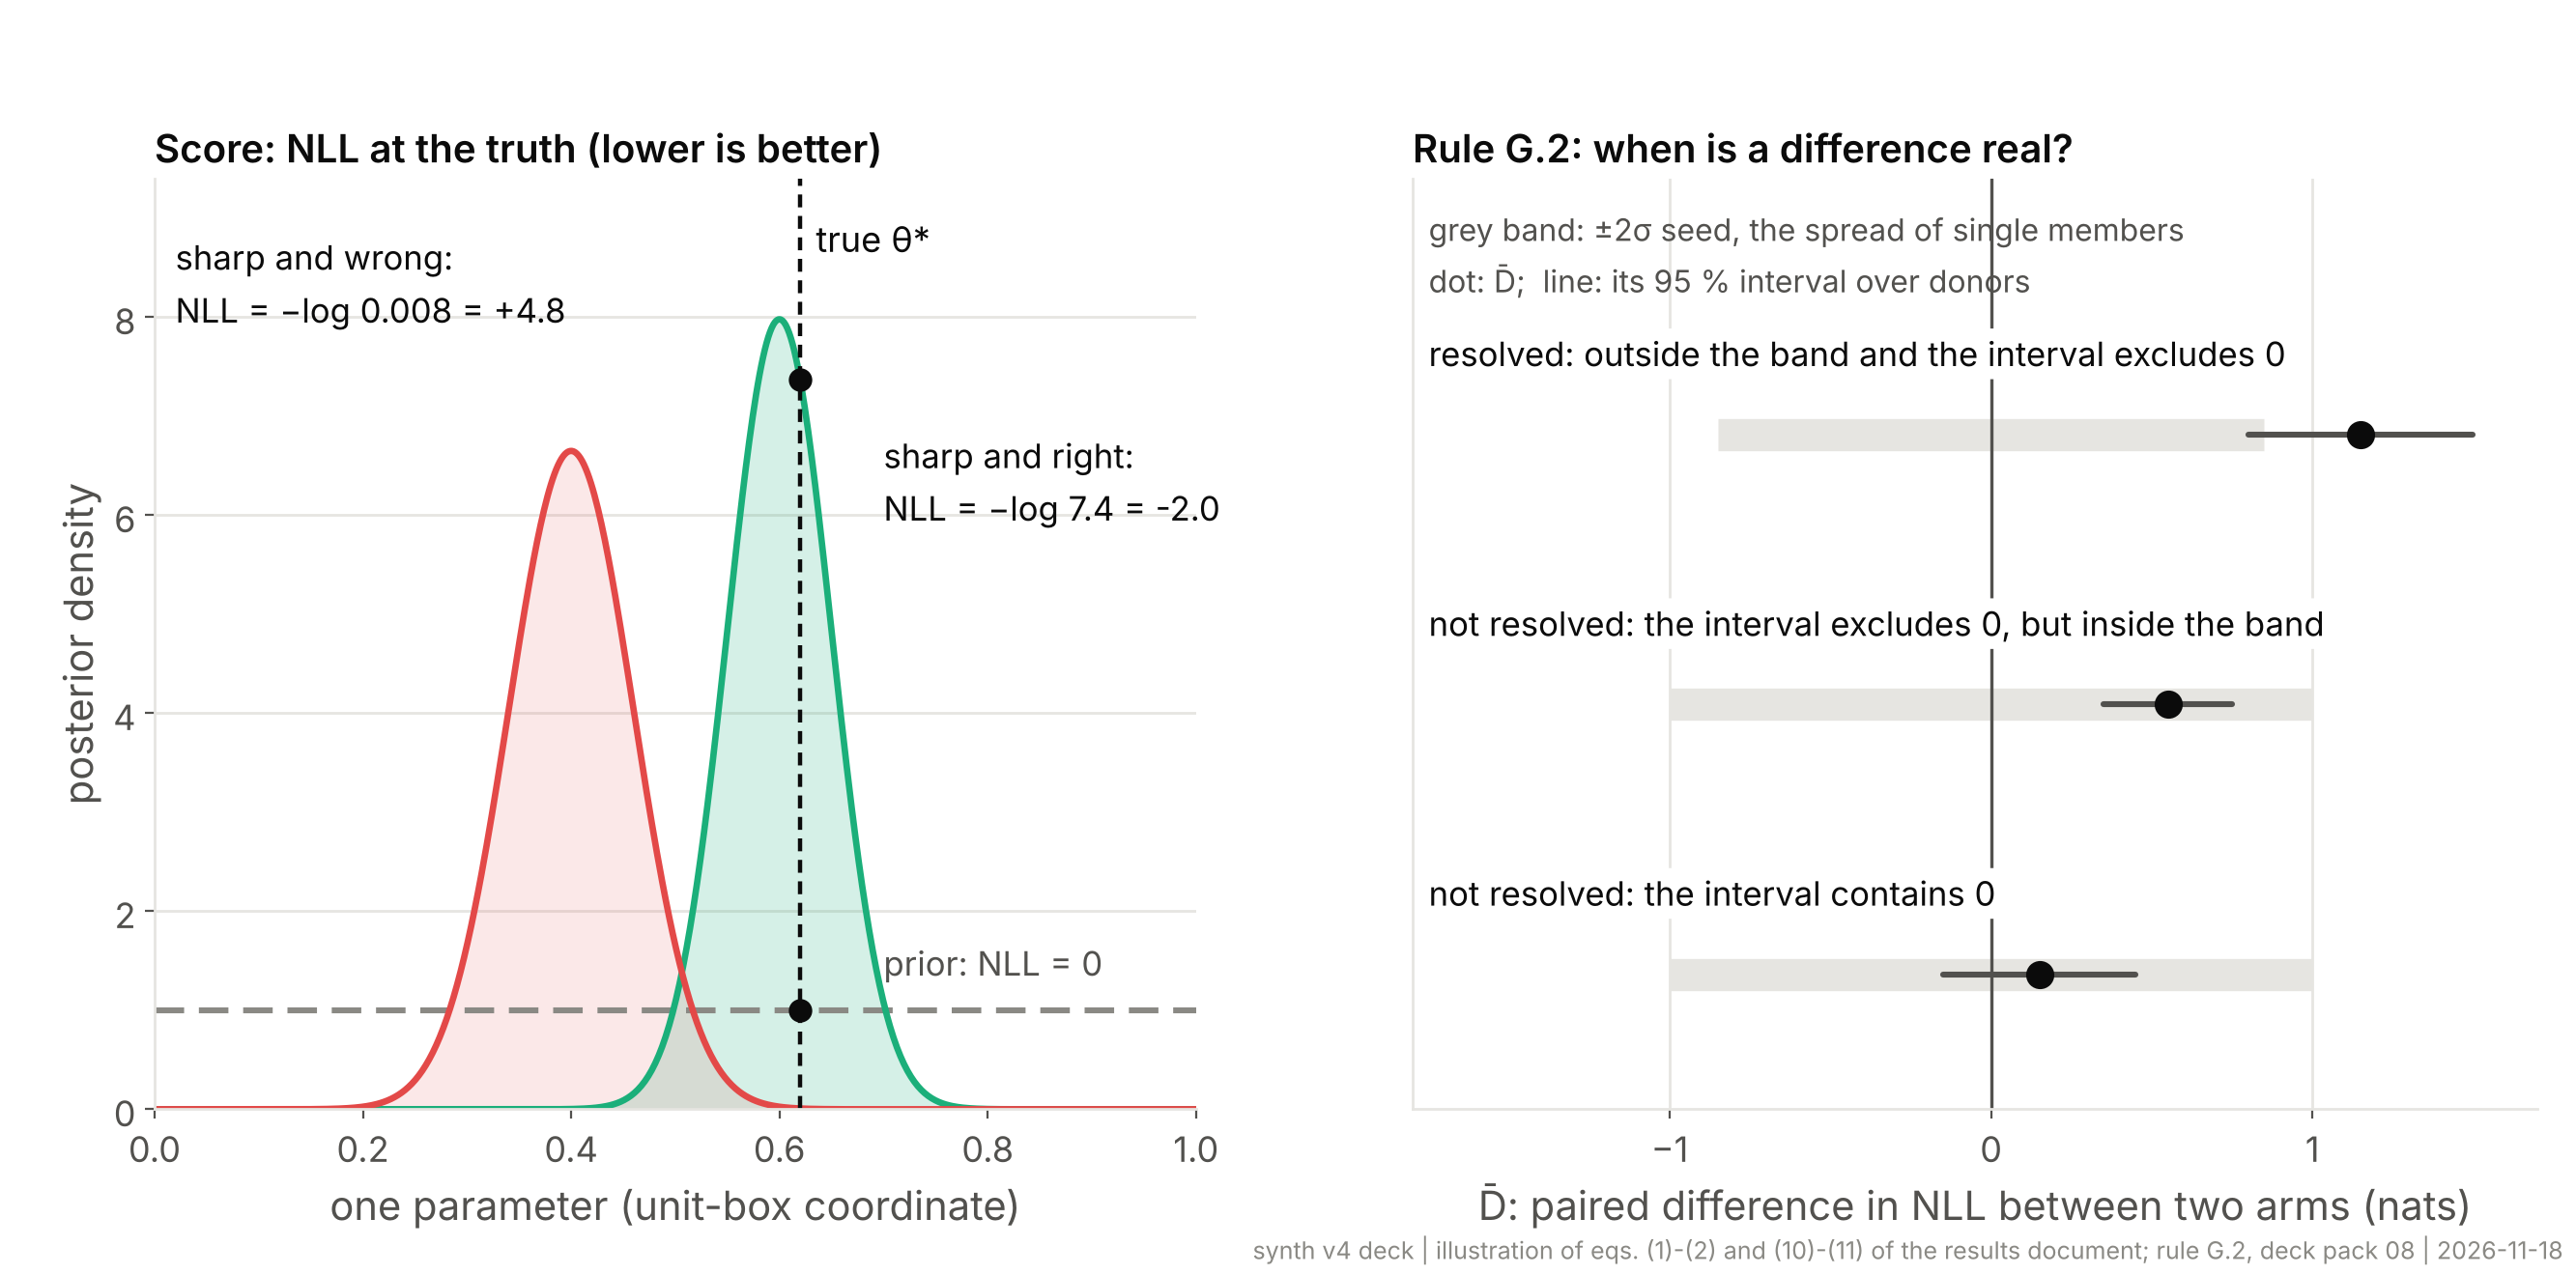 Score: NLL at the truth (lower is better)
sharp and wrong:
NLL = −log 0.008 = +4.8
true θ*
sharp and right:
NLL = −log 7.4 = -2.0
prior: NLL = 0
8
6
4
2
0
posterior density
0.0 0.2 0.4 0.6 0.8 1.0
one parameter (unit-box coordinate)
Rule G.2: when is a difference real?
grey band: ±2σ seed, the spread of single members
dot: D̄; line: its 95 % interval over donors
resolved: outside the band and the interval excludes 0
not resolved: the interval excludes 0, but inside the band
not resolved: the interval contains 0
−1 0 1
D̄: paired difference in NLL between two arms (nats)
synth v4 deck | illustration of eqs. (1)-(2) and (10)-(11) of the results document; rule G.2, deck pack 08 | 2026-11-18